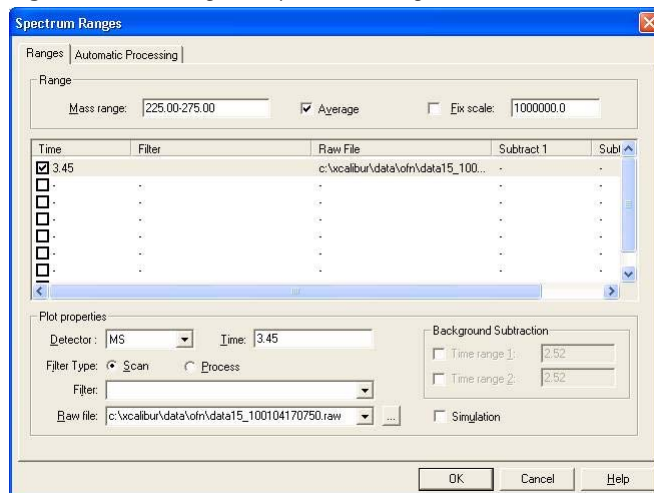 Spectrum Ranges
Ranges Automatic Processing
Range
Mass range: 225.00-275.00 Average Fix scale: 1000000.0
Time Filter Raw File Subtract 1
3.45 c:\xcalibur\data\ofn\data15_100... -
Plot properties
Detector : MS Time: 3.45
Background Subtraction
Filter Type: Scan Process
Time range 1: 2.52
Filter:
Time range 2: 2.52
Raw file: c:\xcalibur\data\ofn\data15_100104170750.raw ... Simulation
OK Cancel Help